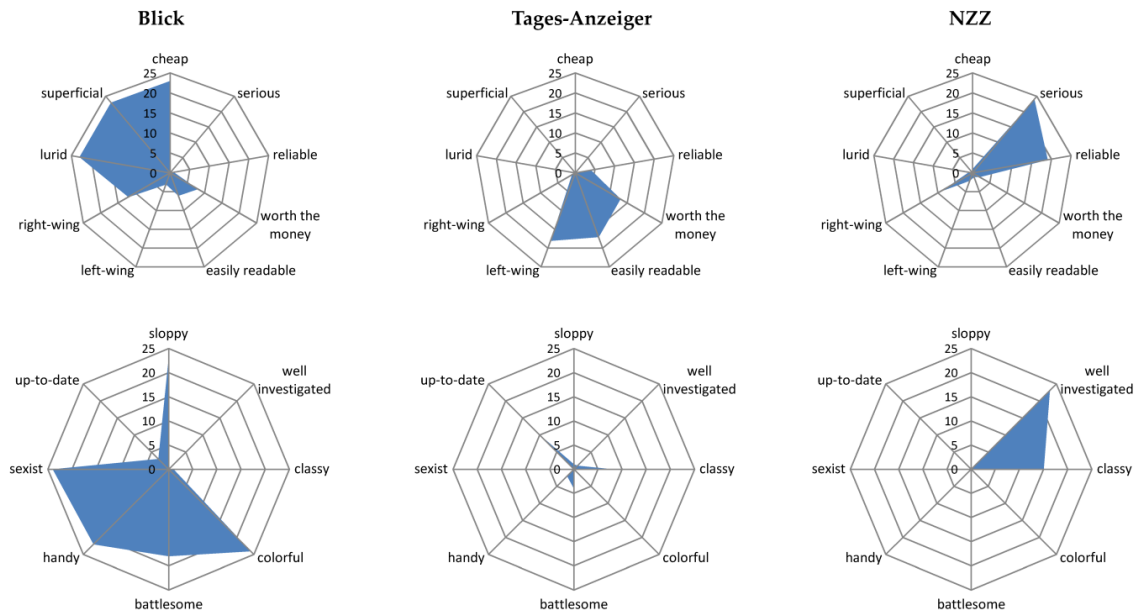 Blick
Tages-Anzeiger
NZZ
cheap
serious
reliable
worth the
money
easily readable
left-wing
right-wing
lurid
superficial
25
20
15
10
5
0
cheap
serious
reliable
worth the
money
easily readable
left-wing
right-wing
lurid
superficial
25
20
15
10
5
0
cheap
serious
reliable
worth the
money
easily readable
left-wing
right-wing
lurid
superficial
25
20
15
10
5
0
sloppy
well
investigated
classy
colorful
battlesome
handy
sexist
up-to-date
25
20
15
10
5
0
sloppy
well
investigated
classy
colorful
battlesome
handy
sexist
up-to-date
25
20
15
10
5
0
sloppy
well
investigated
classy
colorful
battlesome
handy
sexist
up-to-date
25
20
15
10
5
0